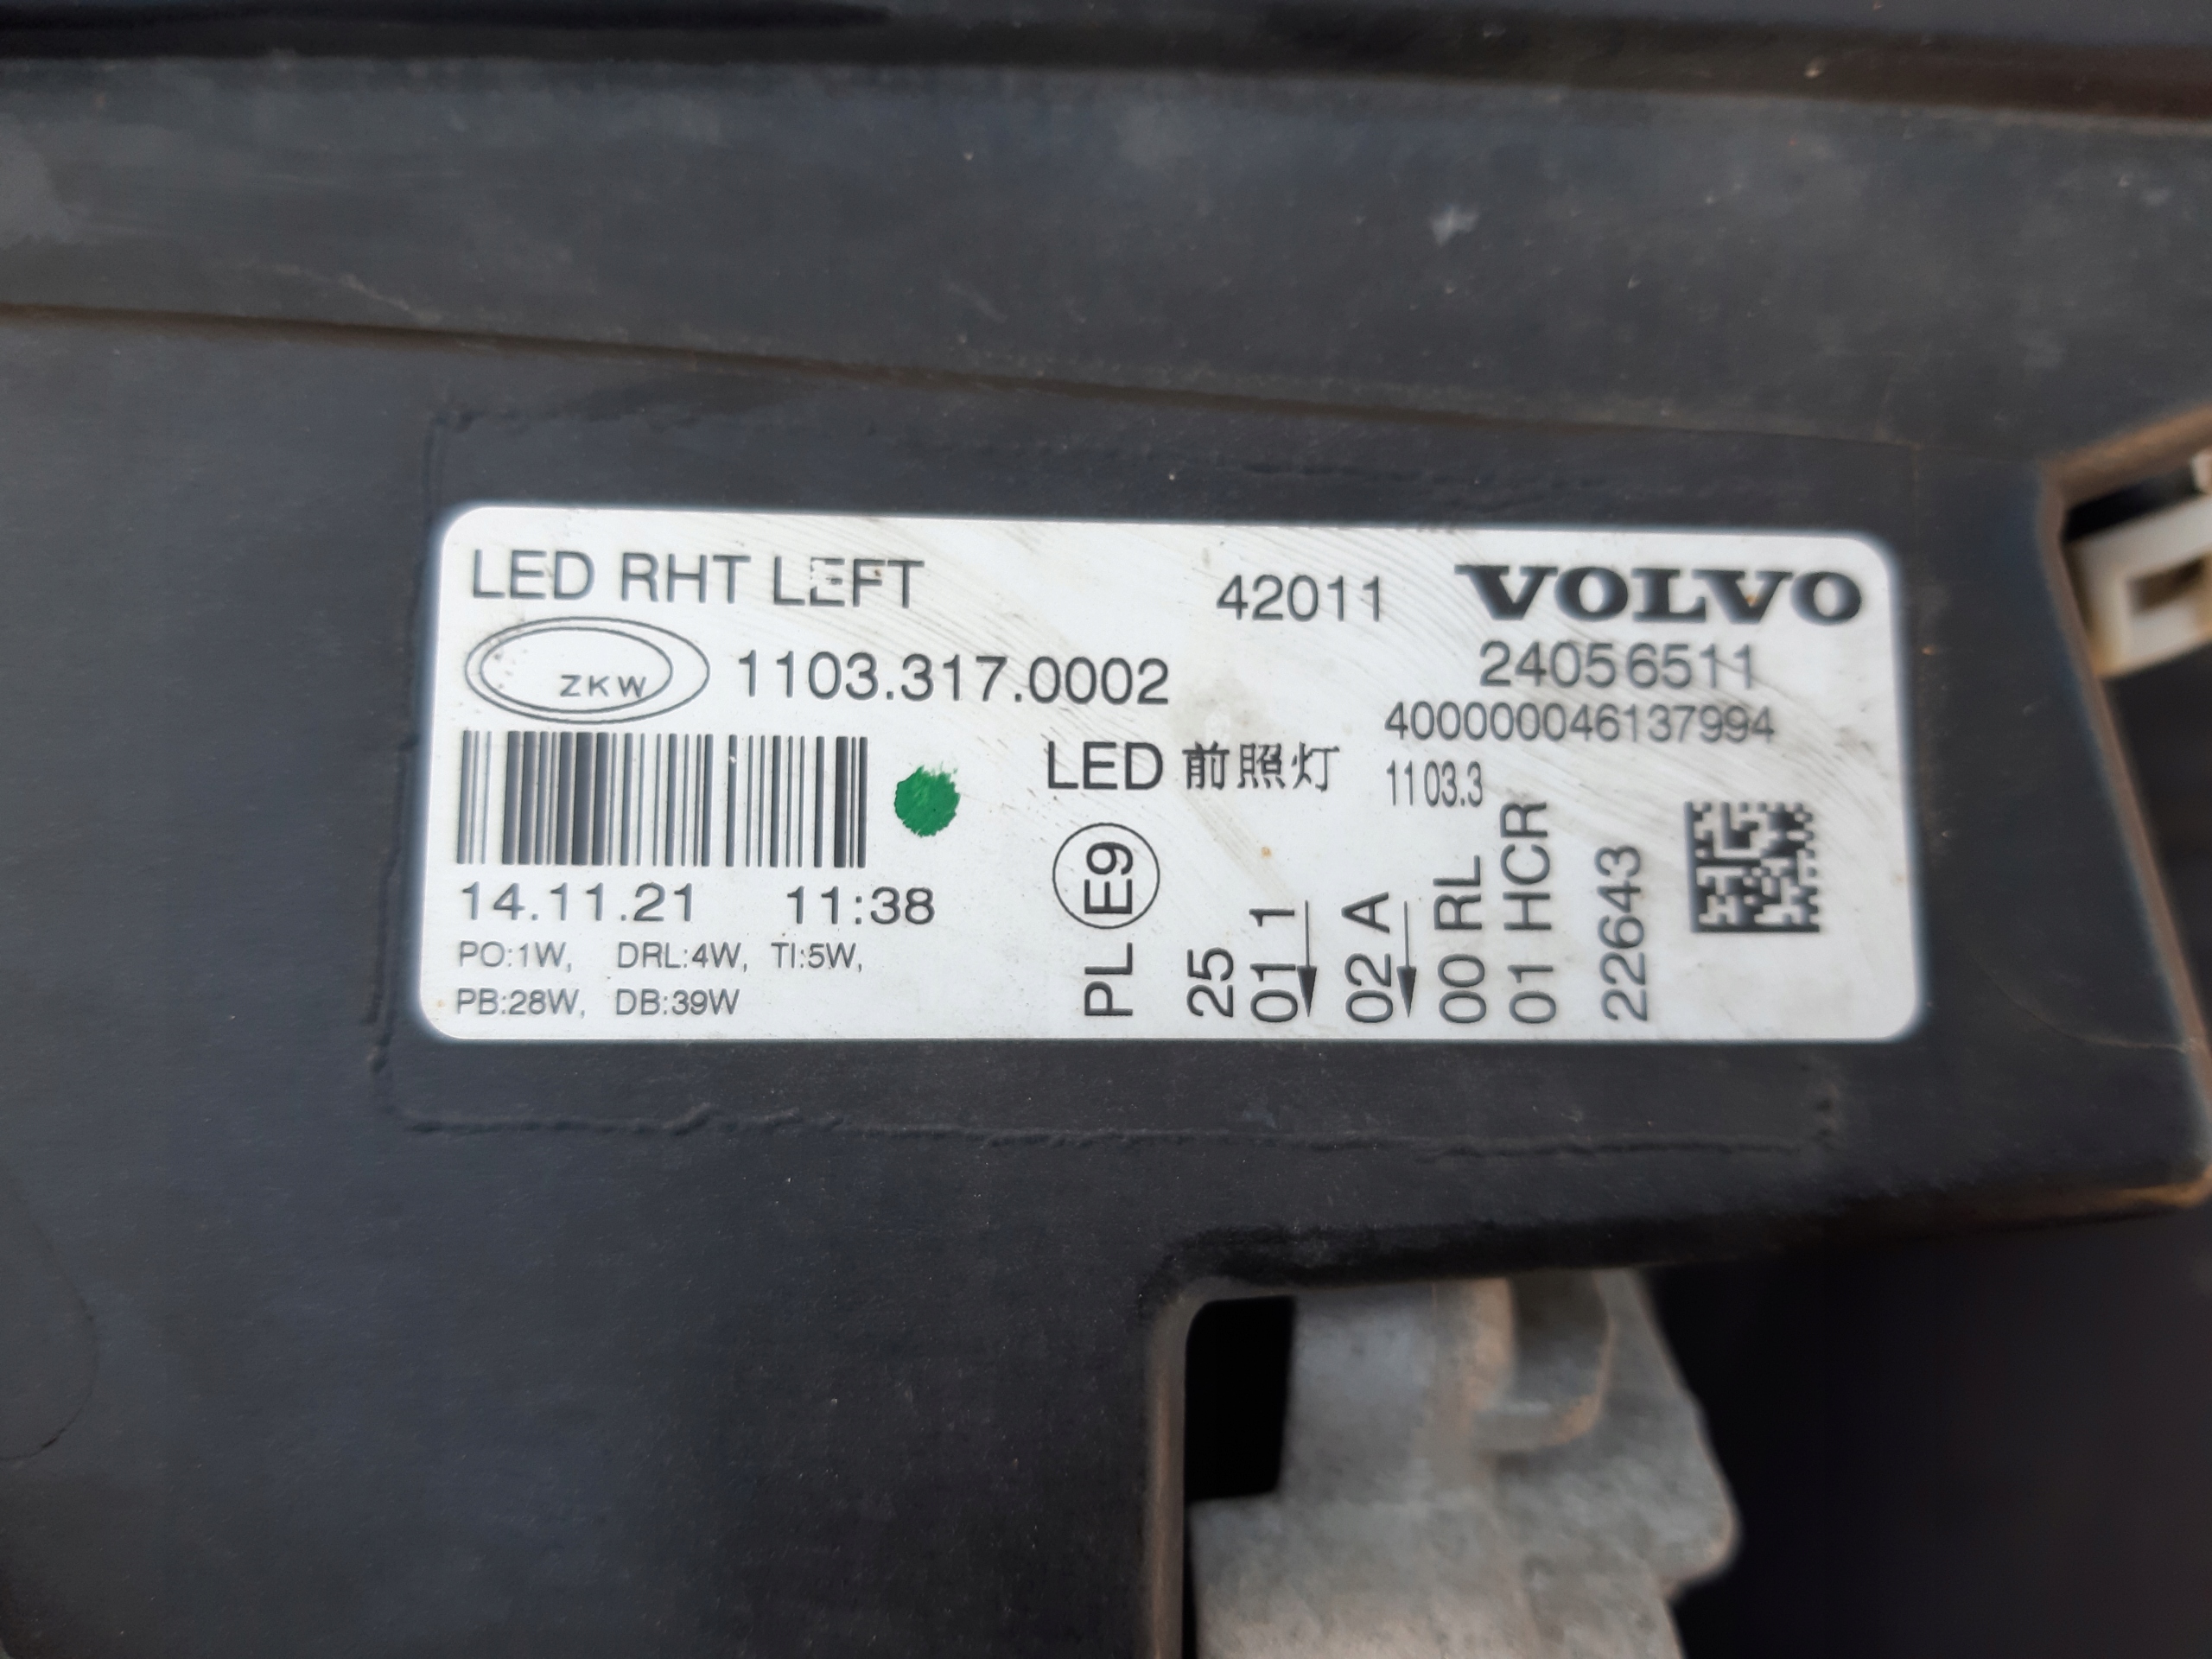 LED RHT LEFT
42011
VOLVO
ZKW
1103.317.0002
24056511
400000046137994
LED 前照灯
1103.3
14.11.21 11:38
PO:1W, DRL:4W, TI:5W,
PB:28W, DB:39W
PL E9
25
01 1
02 A
00 RL
01 HCR
22643